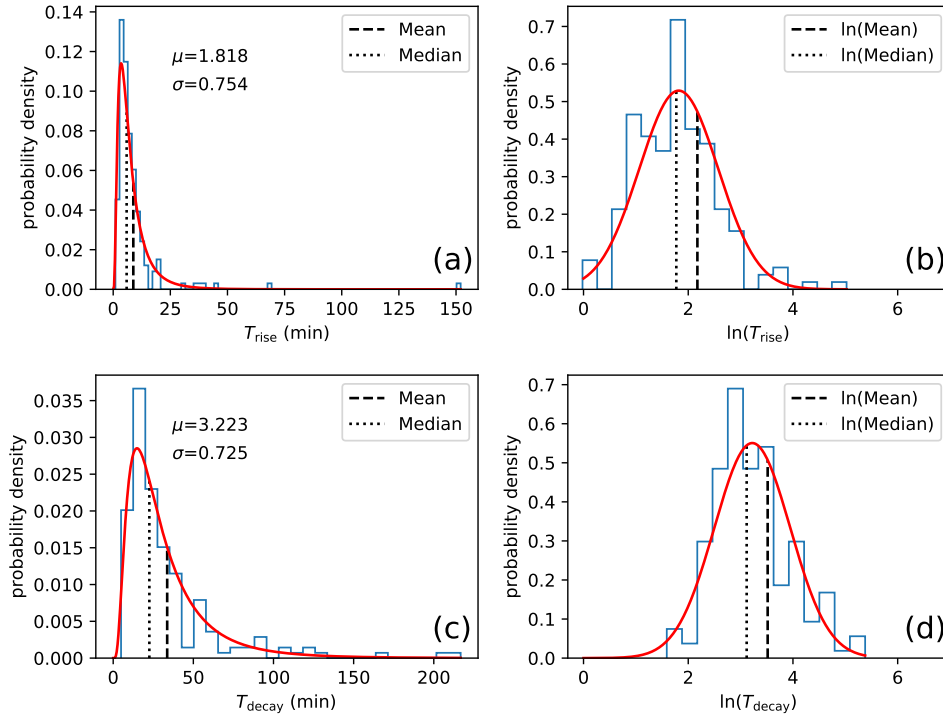 0.14
0.12
0.10
0.08
0.06
0.04
0.02
0.00
probability density
0 25 50 75 100 125 150
T_rise (min)
μ=1.818
σ=0.754
Mean
Median
(a)
0.7
0.6
0.5
0.4
0.3
0.2
0.1
0.0
probability density
0 2 4 6
ln(T_rise)
ln(Mean)
ln(Median)
(b)
0.035
0.030
0.025
0.020
0.015
0.010
0.005
0.000
probability density
0 50 100 150 200
T_decay (min)
μ=3.223
σ=0.725
Mean
Median
(c)
0.7
0.6
0.5
0.4
0.3
0.2
0.1
0.0
probability density
0 2 4 6
ln(T_decay)
ln(Mean)
ln(Median)
(d)